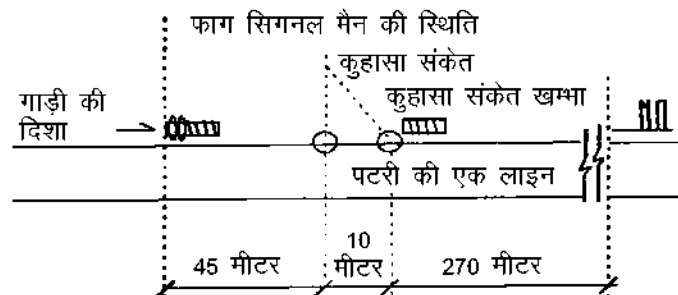 फाग सिगनल मैन की स्थिति
कुहासा संकेत
कुहासा संकेत खम्भा
गाड़ी की
दिशा
पटरी की एक लाइन
45 मीटर
10
मीटर
270 मीटर